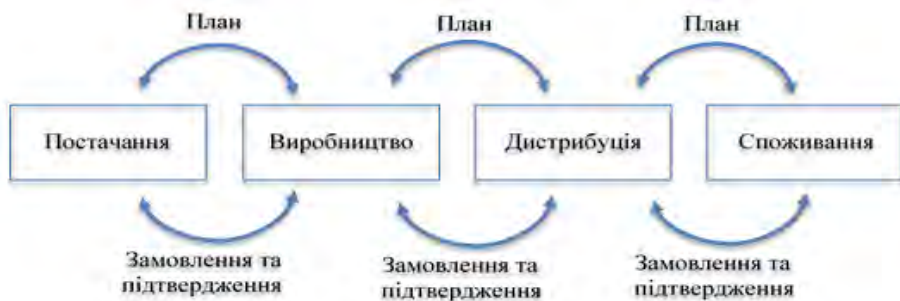 План
План
План
Постачання
Виробництво
Дистрибуція
Споживання
Замовлення та
підтвердження
Замовлення та
підтвердження
Замовлення та
підтвердження